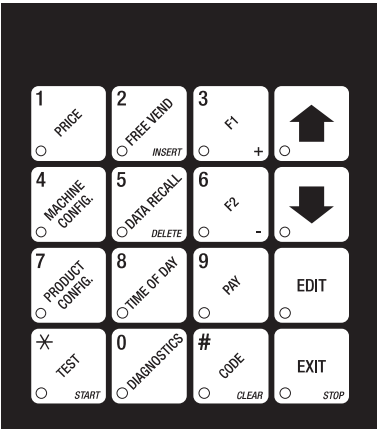 1 PRICE
2 FREE VEND INSERT
3 F1 +
4 MACHINE CONFIG.
5 DATA RECALL DELETE
6 F2 -
7 PRODUCT CONFIG.
8 TIME OF DAY
9 PAY
EDIT
* TEST START
0 DIAGNOSTICS
# CODE CLEAR
EXIT STOP